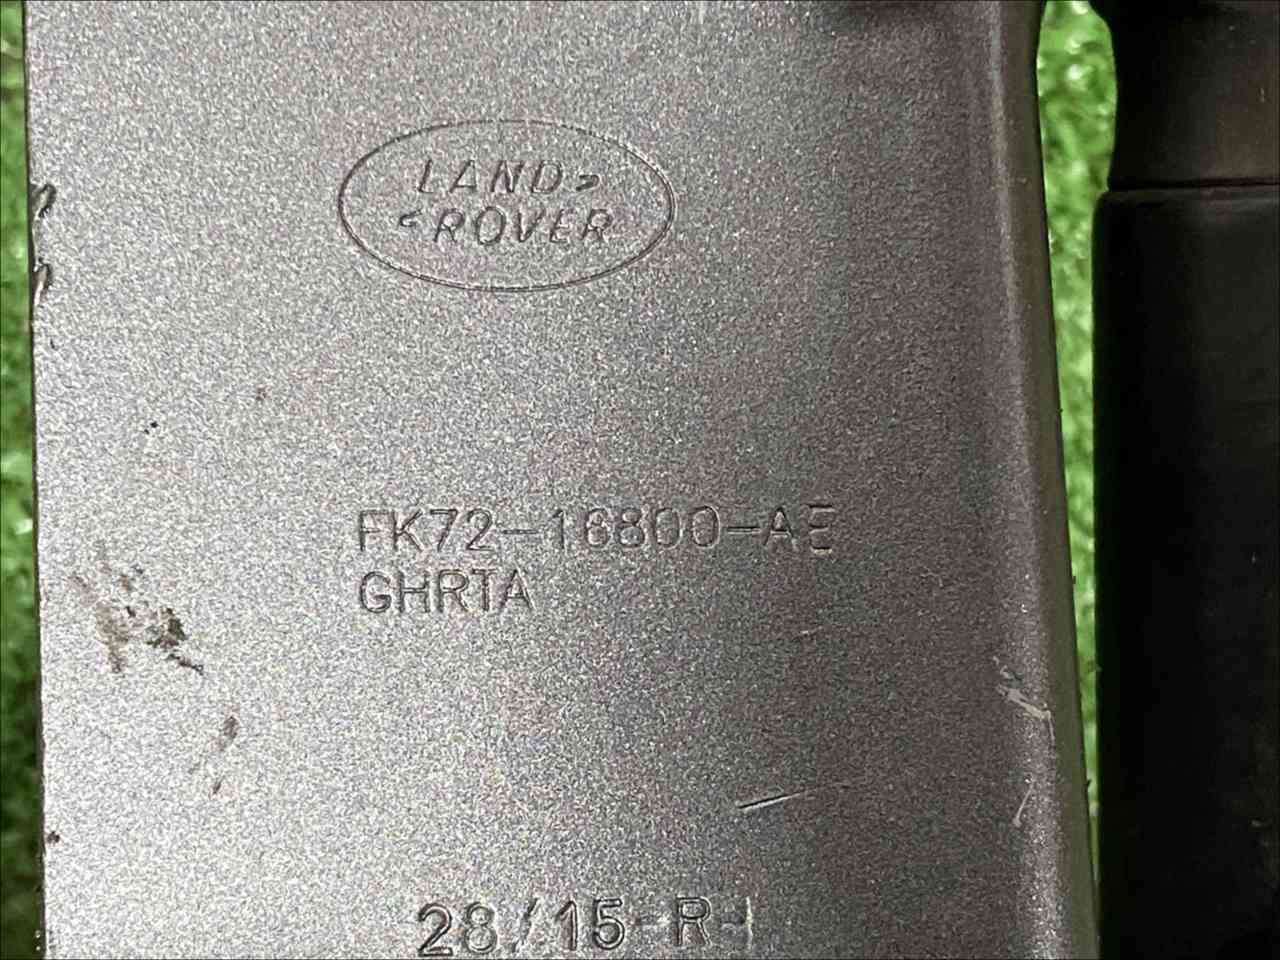 LAND>
<ROVER
FK72-16800-AE
GHRTA
28/15-R-I